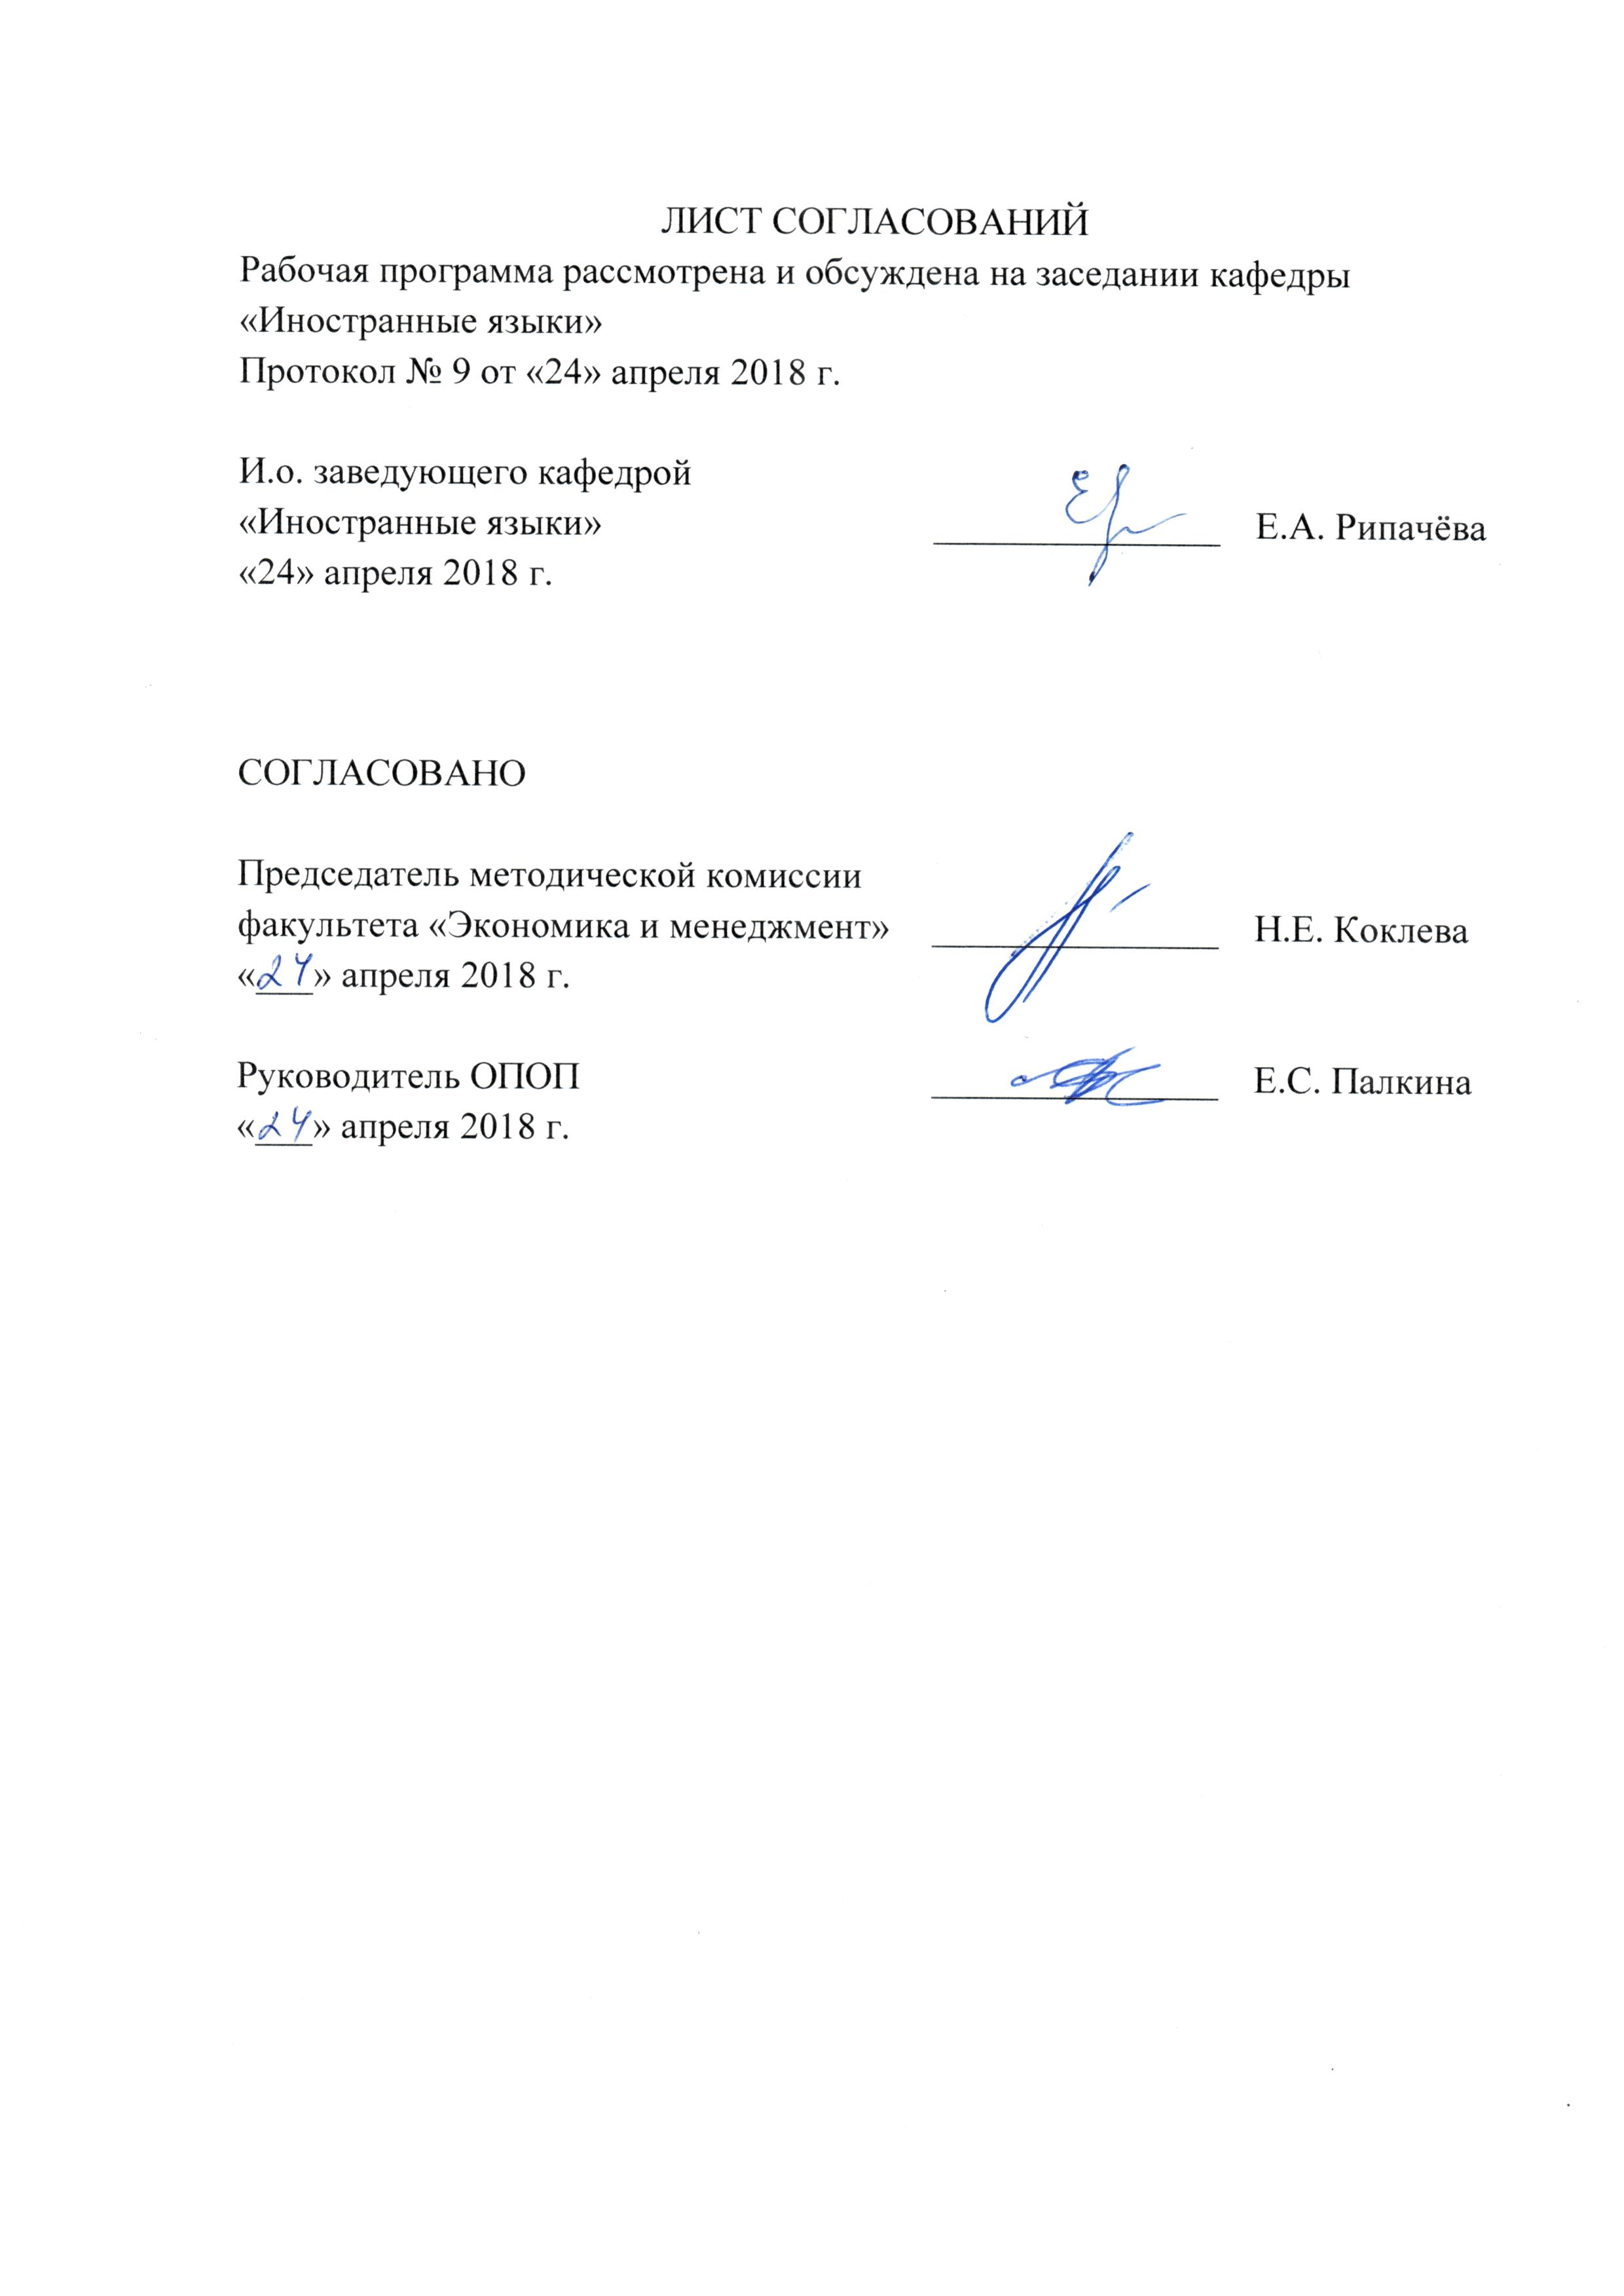 ЛИСТ СОГЛАСОВАНИЙ
Рабочая программа рассмотрена и обсуждена на заседании кафедры
«Иностранные языки»
Протокол № 9 от «24» апреля 2018 г.
И.о. заведующего кафедрой
«Иностранные языки» Е.А. Рипачёва
«24» апреля 2018 г.
СОГЛАСОВАНО
Председатель методической комиссии
факультета «Экономика и менеджмент» Н.Е. Коклева
«24» апреля 2018 г.
Руководитель ОПОП Е.С. Палкина
«24» апреля 2018 г.